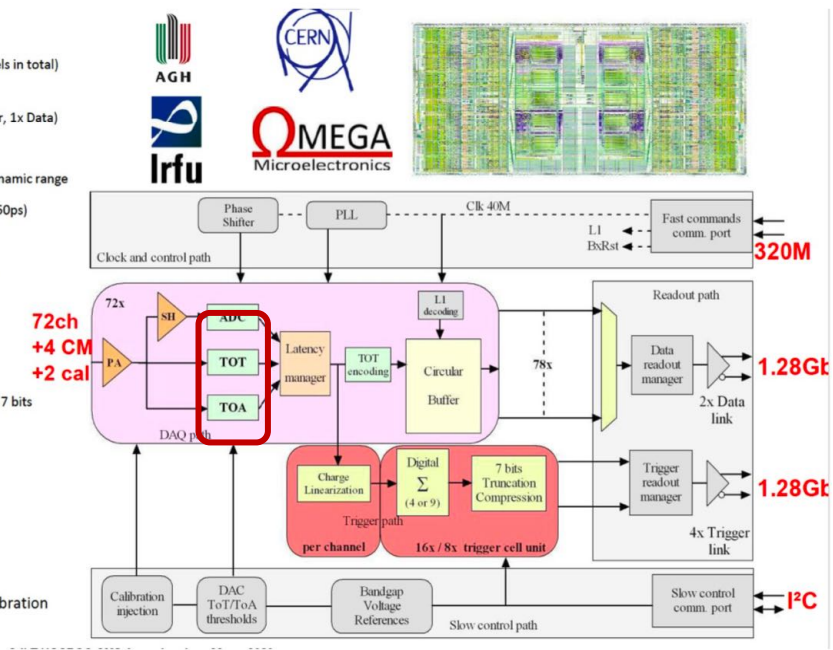 els in total)
r, 1x Data)
namic range
50ps)
7 bits
bration
AGH
CERN
Irfu
ΩMEGA
Microelectronics
Phase
Shifter
PLL
Clk 40M
L1
BxRst
Fast commands
comm. port
320M
Clock and control path
72x
72ch
+4 CM
+2 cal
PA
SH
ADC
TOT
TOA
Latency
manager
TOT
encoding
L1
decoding
Circular
Buffer
DAQ path
78x
Readout path
Data
readout
manager
1.28Gb
2x Data
link
Charge
Linearization
Trigger path
per channel
Digital
Σ
(4 or 9)
7 bits
Truncation
Compression
16x / 8x trigger cell unit
Trigger
readout
manager
1.28Gb
4x Trigger
link
Calibration
injection
DAC
ToT/ToA
thresholds
Bandgap
Voltage
References
Slow control path
Slow control
comm. port
I²C